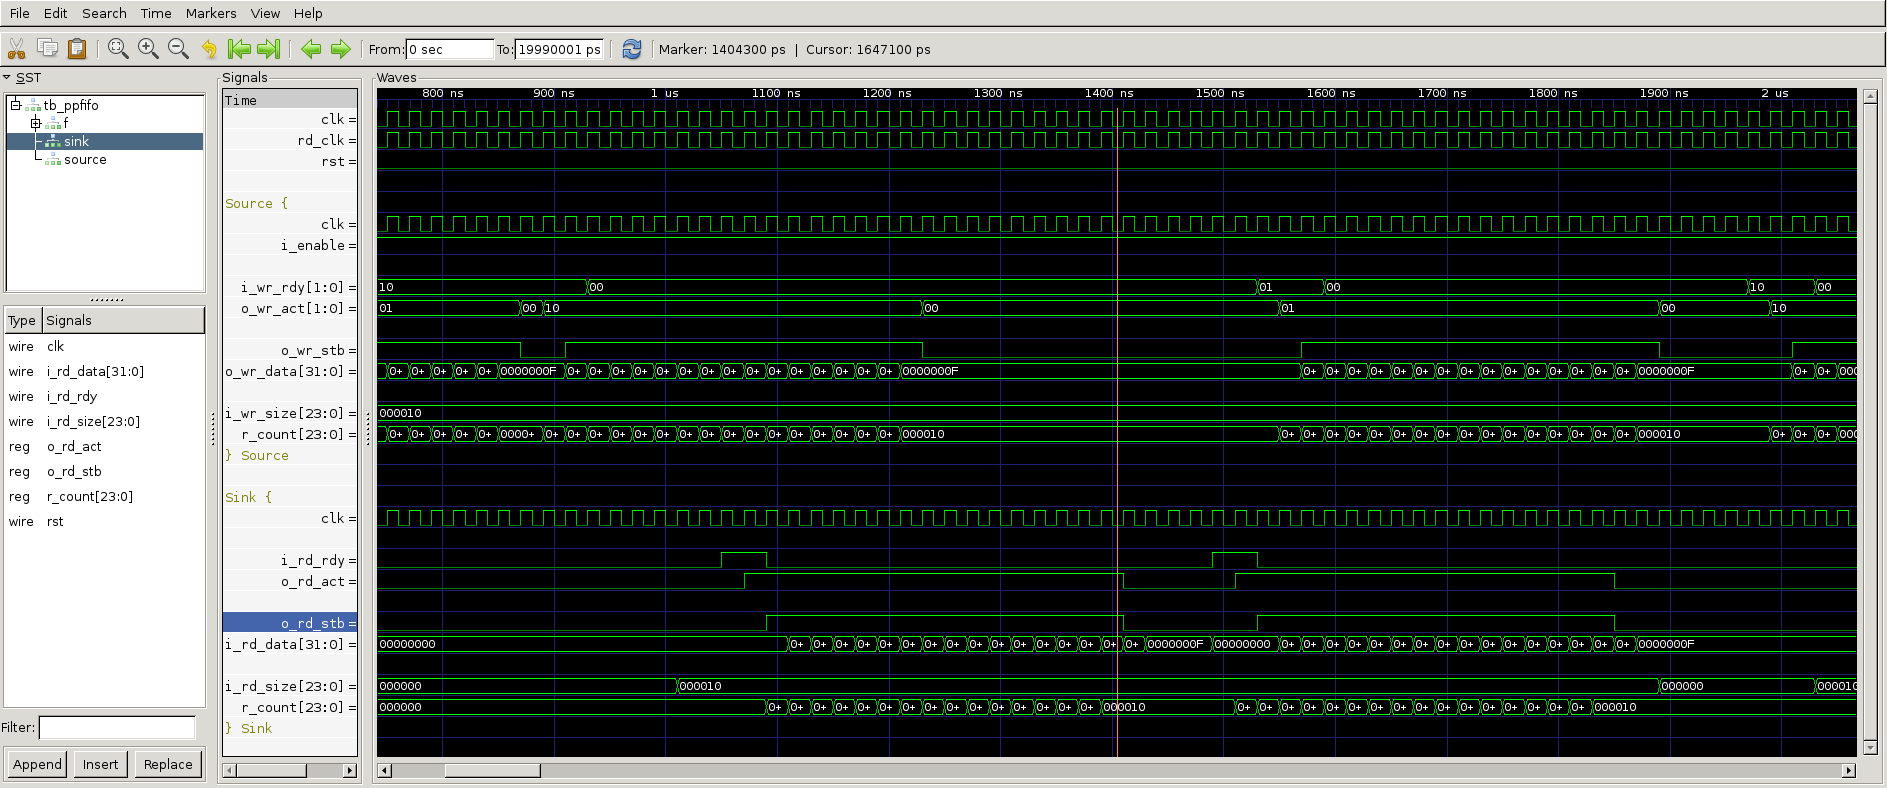 File Edit Search Time Markers View Help
From: 0 sec To: 19990001 ps Marker: 1404300 ps | Cursor: 1647100 ps
SST
tb_ppfifo
f
sink
source
Type Signals
wire clk
wire i_rd_data[31:0]
wire i_rd_rdy
wire i_rd_size[23:0]
reg o_rd_act
reg o_rd_stb
reg r_count[23:0]
wire rst
Filter:
Append Insert Replace
Signals
Time
clk =
rd_clk =
rst =
Source {
clk =
i_enable =
i_wr_rdy[1:0] =
o_wr_act[1:0] =
o_wr_stb =
o_wr_data[31:0] =
i_wr_size[23:0] =
r_count[23:0] =
} Source
Sink {
clk =
i_rd_rdy =
o_rd_act =
o_rd_stb =
i_rd_data[31:0] =
i_rd_size[23:0] =
r_count[23:0] =
} Sink
Waves
800 ns 900 ns 1 us 1100 ns 1200 ns 1300 ns 1400 ns 1500 ns 1600 ns 1700 ns 1800 ns 1900 ns 2 us
10 00 01 00 10 00
01 00 10 00 01 00 10
0+ 0+ 0+ 0+ 0+ 0000000F 0+ 0+ 0+ 0+ 0+ 0+ 0+ 0+ 0+ 0+ 0+ 0+ 0+ 0+ 0+ 0000000F 0+ 0+ 0+ 0+ 0+ 0+ 0+ 0+ 0+ 0+ 0+ 0+ 0+ 0+ 0+ 0000000F 0+ 0+ 000
000010
0+ 0+ 0+ 0+ 0+ 0000+ 0+ 0+ 0+ 0+ 0+ 0+ 0+ 0+ 0+ 0+ 0+ 0+ 0+ 0+ 0+ 0+ 000010 0+ 0+ 0+ 0+ 0+ 0+ 0+ 0+ 0+ 0+ 0+ 0+ 0+ 0+ 0+ 0+ 000010 0+ 0+ 0+ 000
00000000 0+ 0+ 0+ 0+ 0+ 0+ 0+ 0+ 0+ 0+ 0+ 0+ 0+ 0+ 0+ 0+ 0000000F 00000000 0+ 0+ 0+ 0+ 0+ 0+ 0+ 0+ 0+ 0+ 0+ 0+ 0+ 0+ 0+ 0+ 0000000F
000000 000010 000000 000010
000000 0+ 0+ 0+ 0+ 0+ 0+ 0+ 0+ 0+ 0+ 0+ 0+ 0+ 0+ 0+ 000010 0+ 0+ 0+ 0+ 0+ 0+ 0+ 0+ 0+ 0+ 0+ 0+ 0+ 0+ 0+ 0+ 000010